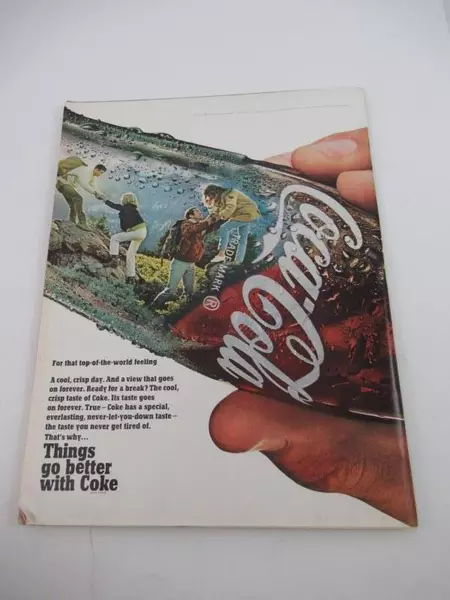 For that top-of-the-world feeling
A cool, crisp day. And a view that goes
on forever. Ready for a break? The cool,
crisp taste of Coke. Its taste goes
on forever. True—Coke has a special,
everlasting, never-let-you-down taste—
the taste you never get tired of.
That's why...
Things
go better
with Coke
Coca-Cola
TRADEMARK ®